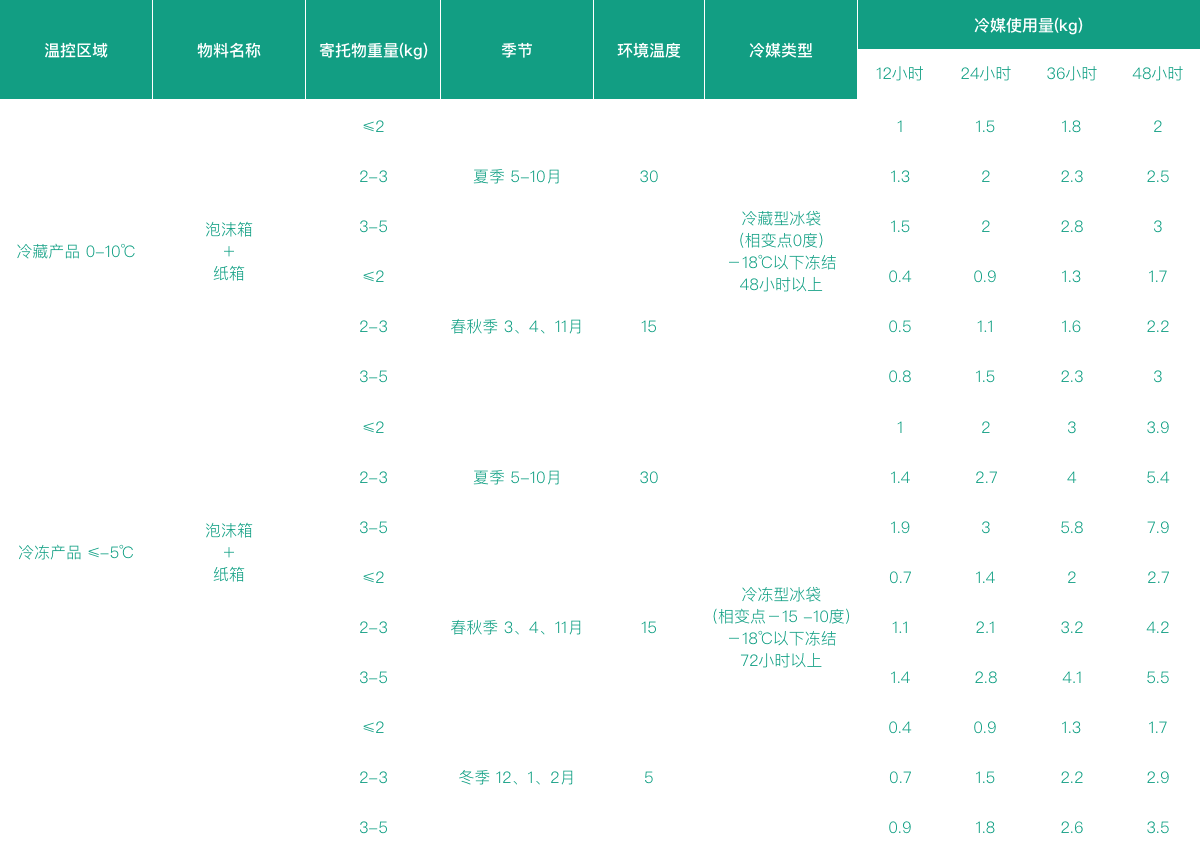 温控区域 物料名称 寄托物重量(kg) 季节 环境温度 冷媒类型 冷媒使用量(kg)
12小时 24小时 36小时 48小时
≤2 1 1.5 1.8 2
2-3 夏季 5-10月 30 1.3 2 2.3 2.5
3-5 1.5 2 2.8 3
≤2 0.4 0.9 1.3 1.7
冷藏产品 0-10℃
泡沫箱
+
纸箱
冷藏型冰袋
(相变点0度)
-18℃以下冻结
48小时以上
2-3 春秋季 3、4、11月 15 0.5 1.1 1.6 2.2
3-5 0.8 1.5 2.3 3
≤2 1 2 3 3.9
2-3 夏季 5-10月 30 1.4 2.7 4 5.4
3-5 1.9 3 5.8 7.9
冷冻产品 ≤-5℃
泡沫箱
+
纸箱
≤2 0.7 1.4 2 2.7
2-3 春秋季 3、4、11月 15 1.1 2.1 3.2 4.2
3-5 1.4 2.8 4.1 5.5
冷冻型冰袋
(相变点-15 -10度)
-18℃以下冻结
72小时以上
≤2 0.4 0.9 1.3 1.7
2-3 冬季 12、1、2月 5 0.7 1.5 2.2 2.9
3-5 0.9 1.8 2.6 3.5